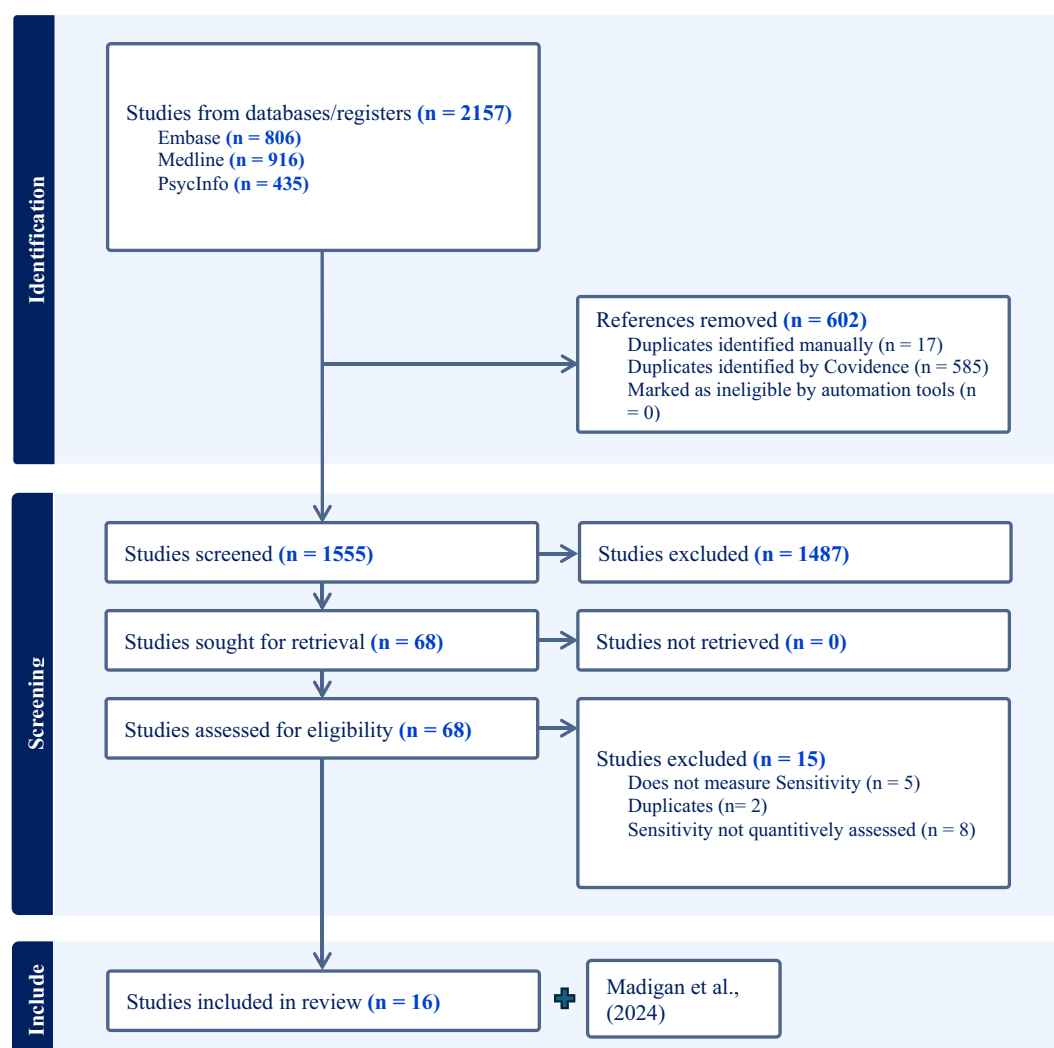 Identification
Studies from databases/registers (n = 2157)
Embase (n = 806)
Medline (n = 916)
PsycInfo (n = 435)
References removed (n = 602)
Duplicates identified manually (n = 17)
Duplicates identified by Covidence (n = 585)
Marked as ineligible by automation tools (n
= 0)
Screening
Studies screened (n = 1555)
Studies excluded (n = 1487)
Studies sought for retrieval (n = 68)
Studies not retrieved (n = 0)
Studies assessed for eligibility (n = 68)
Studies excluded (n = 15)
Does not measure Sensitivity (n = 5)
Duplicates (n= 2)
Sensitivity not quantitively assessed (n = 8)
Include
Studies included in review (n = 16)
Madigan et al.,
(2024)